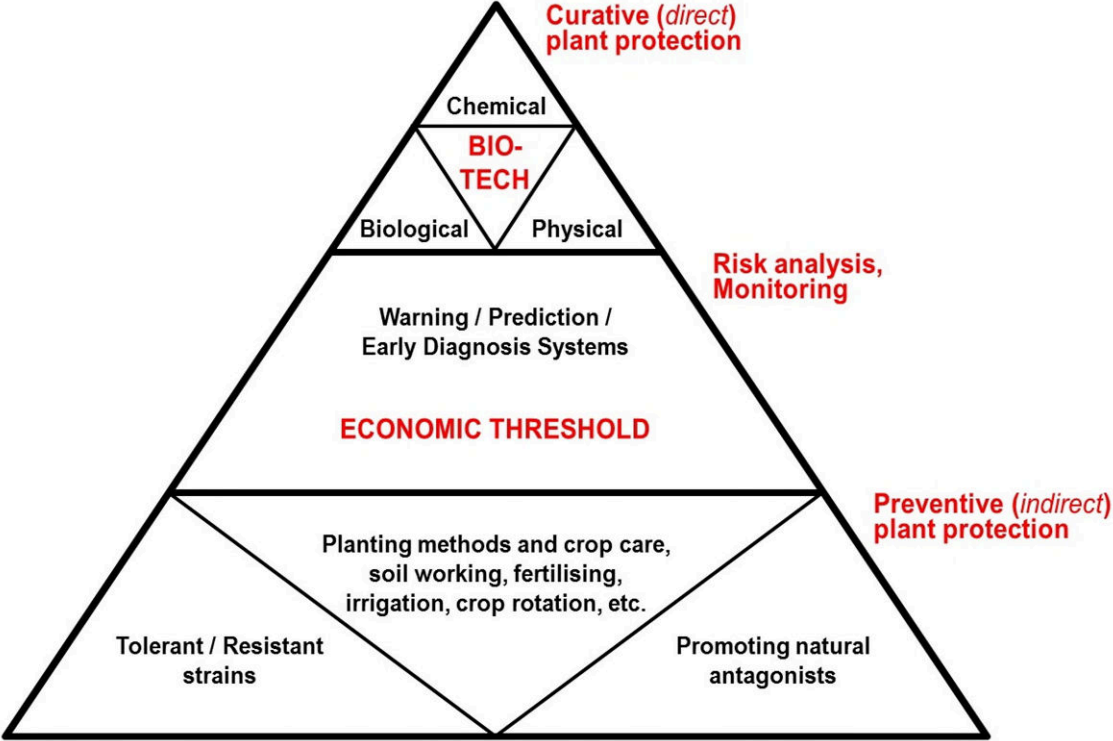 Curative (direct)
plant protection
Chemical
BIO-
TECH
Biological
Physical
Risk analysis,
Monitoring
Warning / Prediction /
Early Diagnosis Systems
ECONOMIC THRESHOLD
Preventive (indirect)
plant protection
Planting methods and crop care,
soil working, fertilising,
irrigation, crop rotation, etc.
Tolerant / Resistant
strains
Promoting natural
antagonists